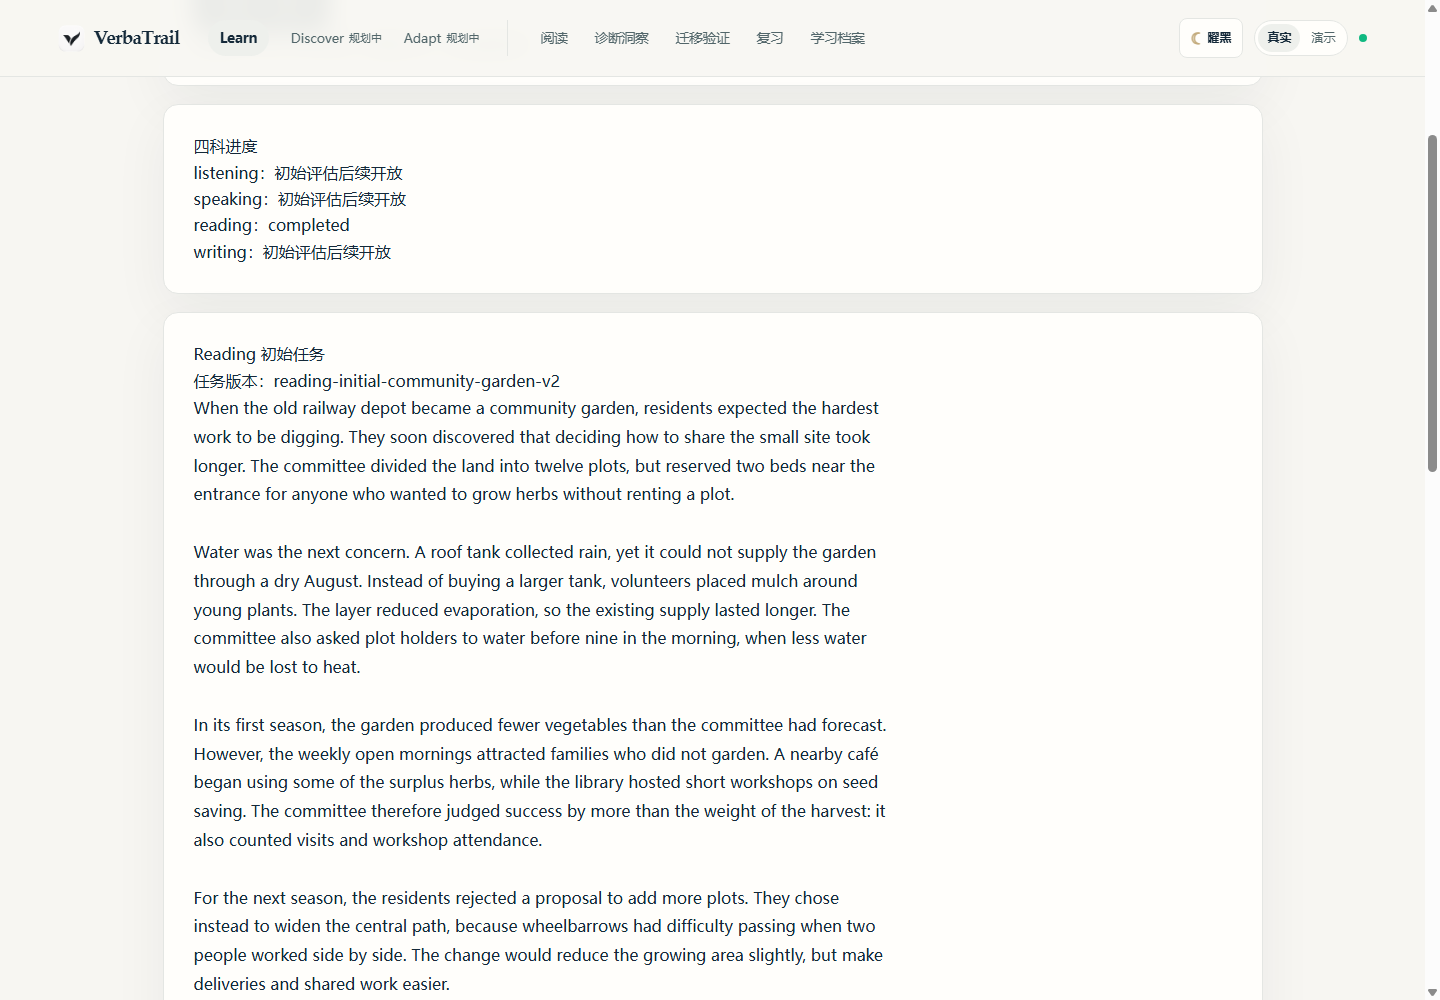 VerbaTrail
Learn
Discover 规划中
Adapt 规划中
阅读
诊断洞察
迁移验证
复习
学习档案
曜黑
真实
演示
四科进度
listening：初始评估后续开放
speaking：初始评估后续开放
reading：completed
writing：初始评估后续开放
Reading 初始任务
任务版本：reading-initial-community-garden-v2
When the old railway depot became a community garden, residents expected the hardest
work to be digging. They soon discovered that deciding how to share the small site took
longer. The committee divided the land into twelve plots, but reserved two beds near the
entrance for anyone who wanted to grow herbs without renting a plot.
Water was the next concern. A roof tank collected rain, yet it could not supply the garden
through a dry August. Instead of buying a larger tank, volunteers placed mulch around
young plants. The layer reduced evaporation, so the existing supply lasted longer. The
committee also asked plot holders to water before nine in the morning, when less water
would be lost to heat.
In its first season, the garden produced fewer vegetables than the committee had forecast.
However, the weekly open mornings attracted families who did not garden. A nearby café
began using some of the surplus herbs, while the library hosted short workshops on seed
saving. The committee therefore judged success by more than the weight of the harvest: it
also counted visits and workshop attendance.
For the next season, the residents rejected a proposal to add more plots. They chose
instead to widen the central path, because wheelbarrows had difficulty passing when two
people worked side by side. The change would reduce the growing area slightly, but make
deliveries and shared work easier.